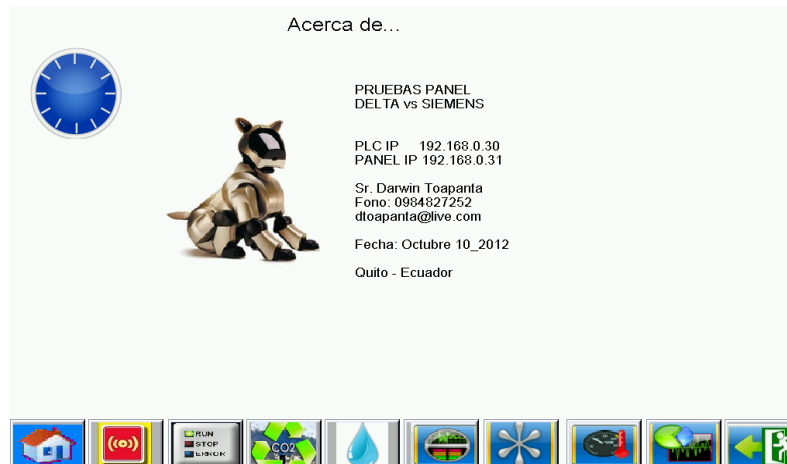 Acerca de...
PRUEBAS PANEL
DELTA vs SIEMENS
PLC IP 192.168.0.30
PANEL IP 192.168.0.31
Sr. Darwin Toapanta
Fono: 0984827252
dtoapanta@live.com
Fecha: Octubre 10_2012
Quito - Ecuador
((o))
RUN
STOP
ERROR
CO2